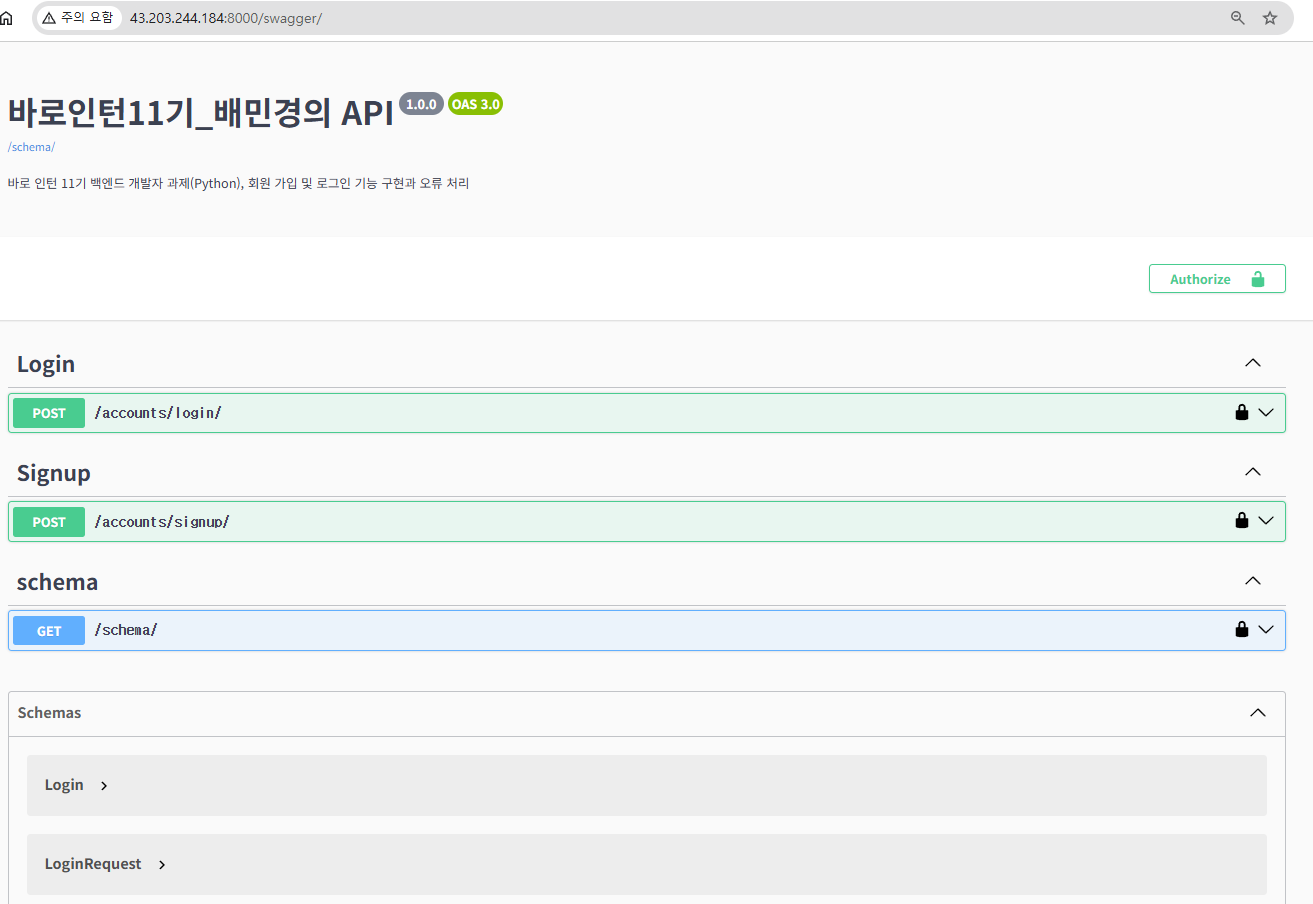 주의 요함 43.203.244.184:8000/swagger/
바로인턴11기_배민경의 API 1.0.0 OAS 3.0
/schema/
바로 인턴 11기 백엔드 개발자 과제(Python), 회원 가입 및 로그인 기능 구현과 오류 처리
Authorize
Login
POST /accounts/login/
Signup
POST /accounts/signup/
schema
GET /schema/
Schemas
Login
LoginRequest